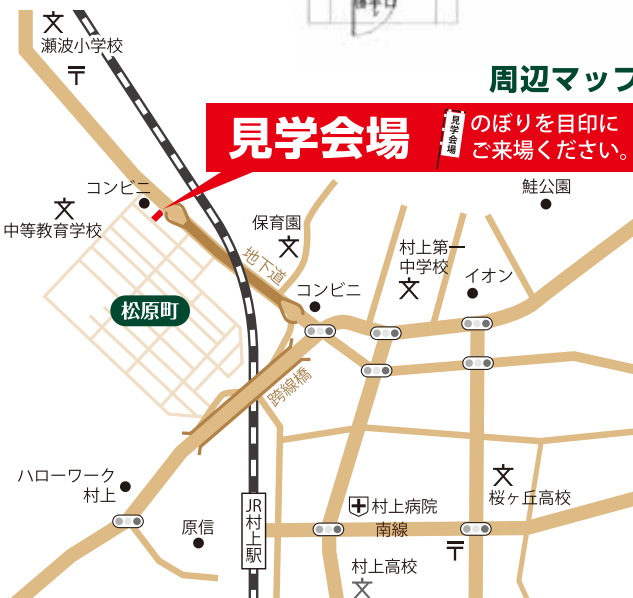 瀬波小学校
周辺マップ
見学会場
見学会場
のぼりを目印に
ご来場ください。
コンビニ
鮭公園
中等教育学校
保育園
村上第一
中学校
地下道
イオン
コンビニ
松原町
跨線橋
ハローワーク
村上
桜ヶ丘高校
JR村上駅
村上病院
原信
南線
村上高校